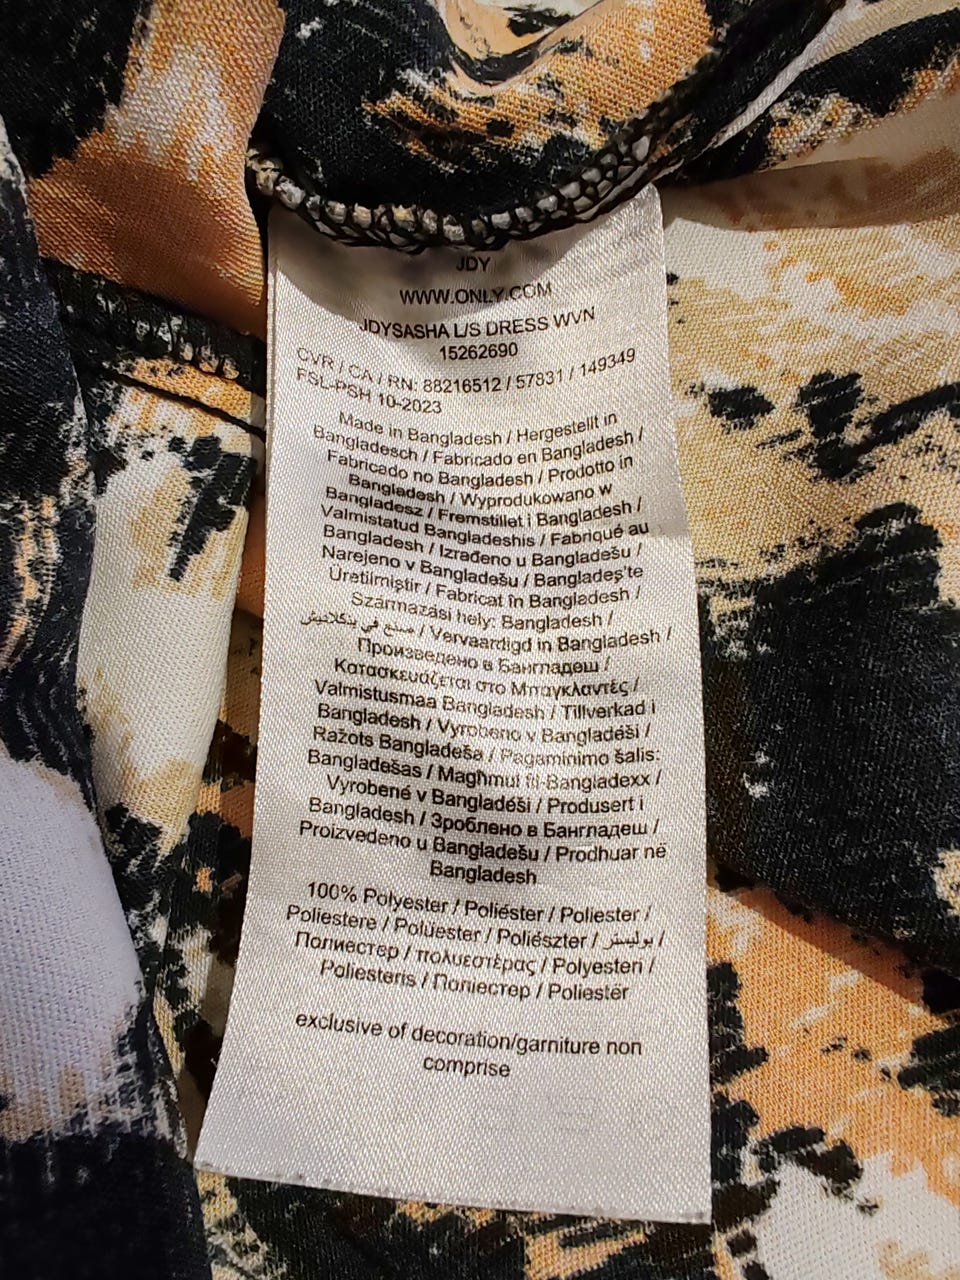 JDY
WWW.ONLY.COM
JDYSASHA L/S DRESS WVN
15262690
CVR / CA / RN: 88216512 / 57831 / 149349
FSL-PSH 10-2023
Made in Bangladesh / Hergestellt in
Bangladesch / Fabricado en Bangladesh /
Fabricado no Bangladesh / Prodotto in
Bangladesh / Wyprodukowano w
Bangladesz / Fremstillet i Bangladesh /
Valmistatud Bangladeshis / Fabriqué au
Bangladesh / Izrađeno u Bangladešu /
Narejeno v Bangladešu / Bangladeş'te
Üretilmiştir / Fabricat în Bangladesh /
Származási hely: Bangladesh /
صنع في بنكلاديش / Vervaardigd in Bangladesh /
Произведено в Бангладеш /
Κατασκευάζεται στο Μπαγκλαντές /
Valmistusmaa Bangladesh / Tillverkad i
Bangladesh / Vyrobeno v Bangladéši /
Ražots Bangladeša / Pagaminimo šalis:
Bangladešas / Magħmul fil-Bangladexx /
Vyrobené v Bangladéši / Produsert i
Bangladesh / Зроблено в Бангладеш /
Proizvedeno u Bangladešu / Prodhuar në
Bangladesh
100% Polyester / Poliéster / Poliester /
Poliestere / Polüester / Poliészter / بوليستر /
Полиестер / πολυεστέρας / Polyesteri /
Poliesteris / Поліестер / Poliestër
exclusive of decoration/garniture non
comprise